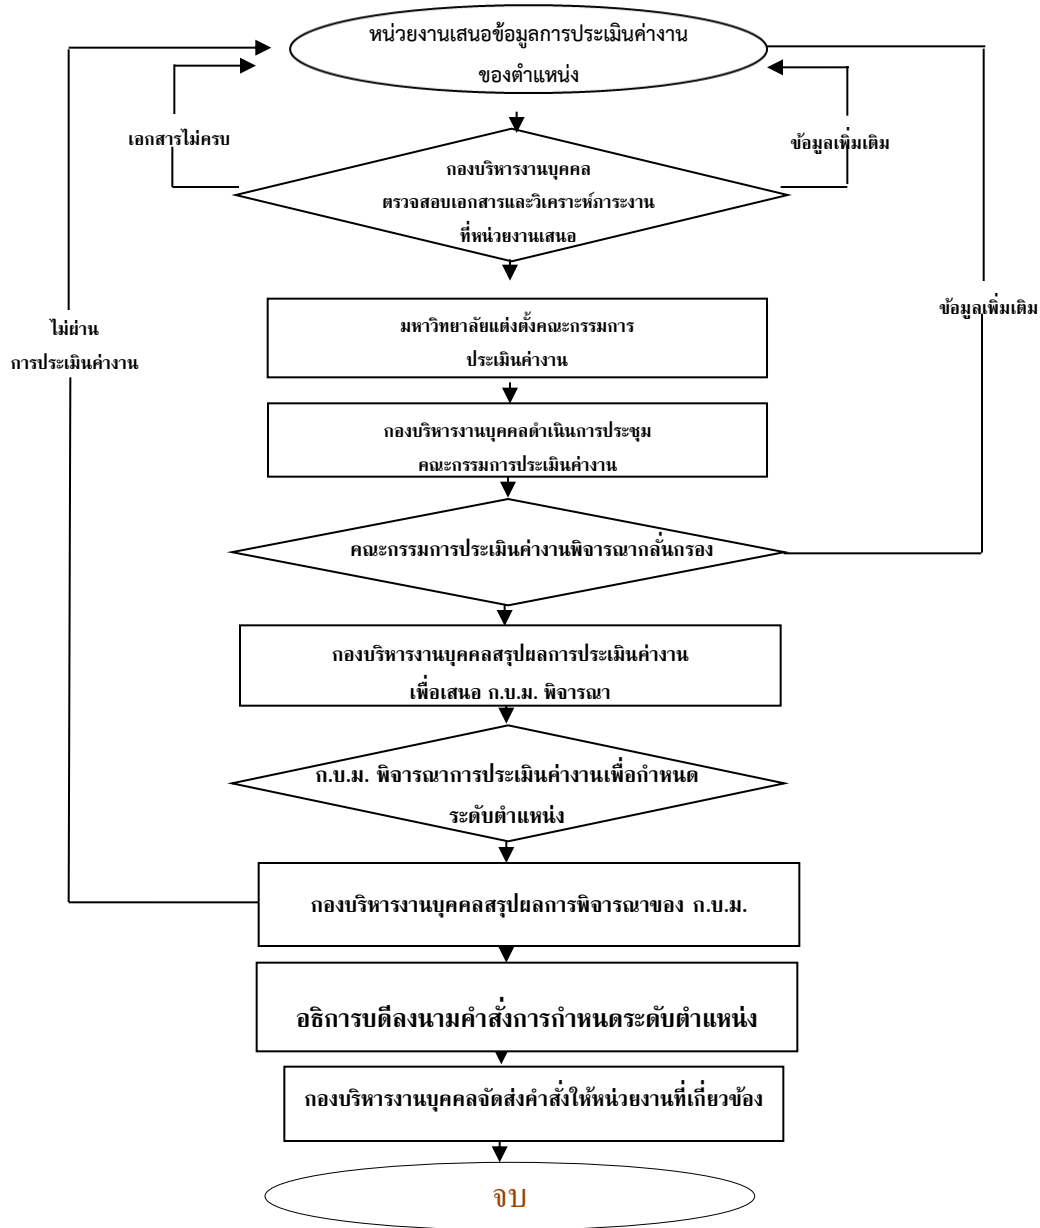 หน่วยงานเสนอข้อมูลการประเมินค่างาน
ของตำแหน่ง
เอกสารไม่ครบ
ข้อมูลเพิ่มเติม
กองบริหารงานบุคคล
ตรวจสอบเอกสารและวิเคราะห์ภาระงาน
ที่หน่วยงานเสนอ
ข้อมูลเพิ่มเติม
มหาวิทยาลัยแต่งตั้งคณะกรรมการ
ประเมินค่างาน
ไม่ผ่าน
การประเมินค่างาน
กองบริหารงานบุคคลดำเนินการประชุม
คณะกรรมการประเมินค่างาน
คณะกรรมการประเมินค่างานพิจารณากลั่นกรอง
กองบริหารงานบุคคลสรุปผลการประเมินค่างาน
เพื่อเสนอ ก.บ.ม. พิจารณา
ก.บ.ม. พิจารณาการประเมินค่างานเพื่อกำหนด
ระดับตำแหน่ง
กองบริหารงานบุคคลสรุปผลการพิจารณาของ ก.บ.ม.
อธิการบดีลงนามคำสั่งการกำหนดระดับตำแหน่ง
กองบริหารงานบุคคลจัดส่งคำสั่งให้หน่วยงานที่เกี่ยวข้อง
จบ